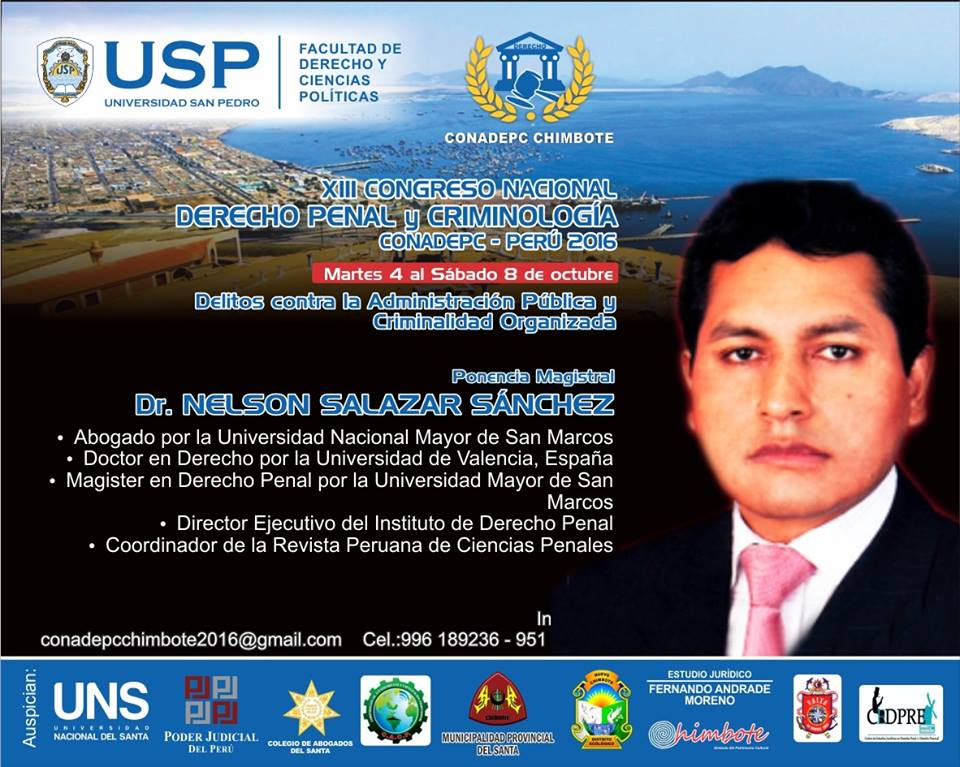 USP
UNIVERSIDAD SAN PEDRO
FACULTAD DE
DERECHO Y
CIENCIAS
POLÍTICAS
USP
DERECHO
CONADEPC CHIMBOTE
XIII CONGRESO NACIONAL
DERECHO PENAL y CRIMINOLOGÍA
CONADEPC - PERÚ 2016
Martes 4 al Sábado 8 de octubre
Delitos contra la Administración Pública y
Criminalidad Organizada
Ponencia Magistral
Dr. NELSON SALAZAR SÁNCHEZ
• Abogado por la Universidad Nacional Mayor de San Marcos
• Doctor en Derecho por la Universidad de Valencia, España
• Magister en Derecho Penal por la Universidad Mayor de San
Marcos
• Director Ejecutivo del Instituto de Derecho Penal
• Coordinador de la Revista Peruana de Ciencias Penales
In
conadepcchimbote2016@gmail.com Cel.:996 189236 - 951
Auspician:
UNS
UNIVERSIDAD
NACIONAL DEL SANTA
PODER JUDICIAL
DEL PERÚ
COLEGIO DE ABOGADOS
DEL SANTA
CHIMBOTE
MUNICIPALIDAD PROVINCIAL
DEL SANTA
NUEVO
CHIMBOTE
DISTRITO
ECOLÓGICO
ESTUDIO JURÍDICO
FERNANDO ANDRADE
MORENO
Chimbote
CIDPRE